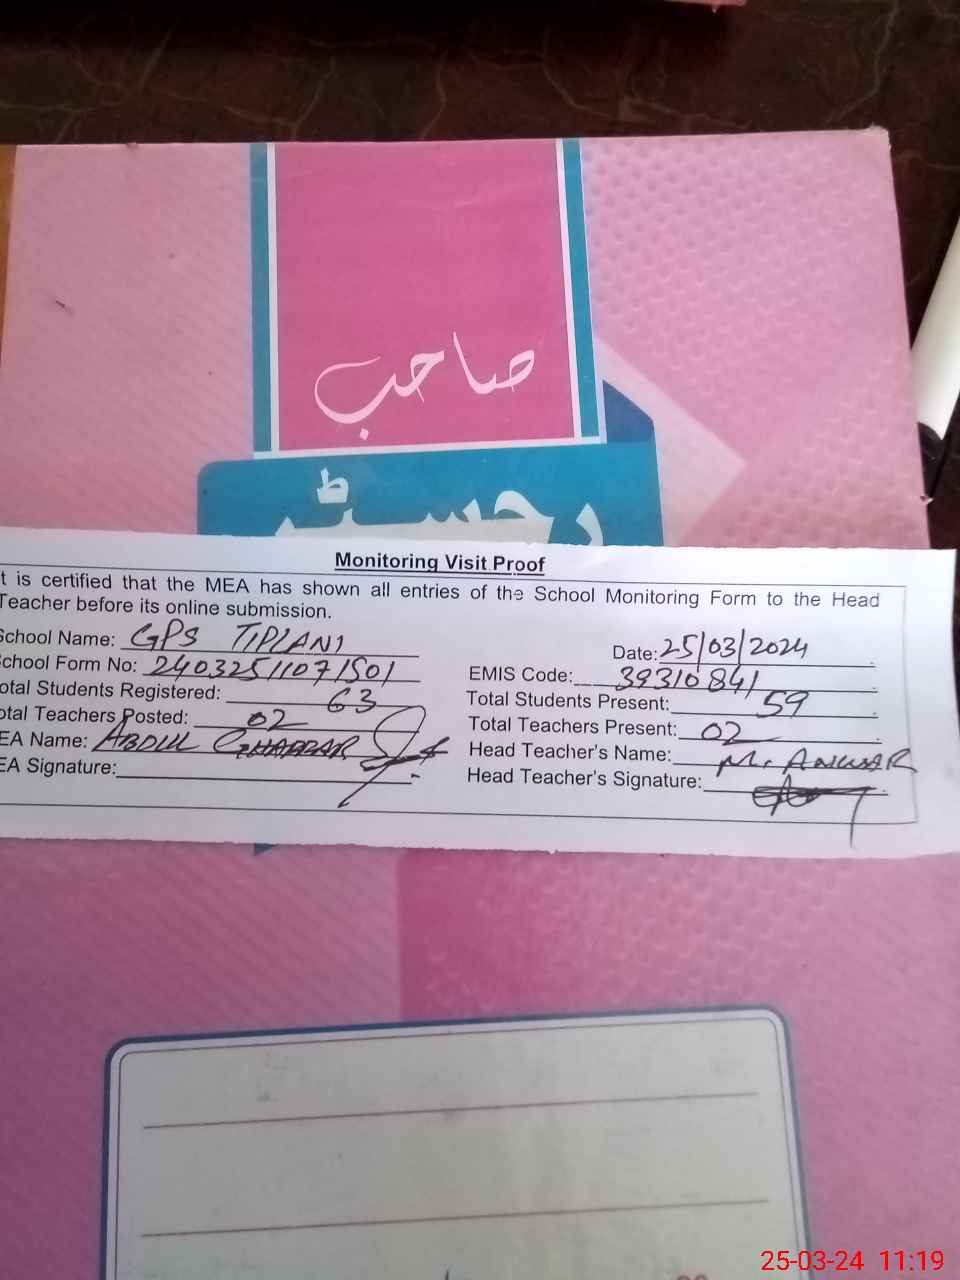 صاحب
رجسٹر
Monitoring Visit Proof
t is certified that the MEA has shown all entries of the School Monitoring Form to the Head
Teacher before its online submission.
School Name: GPS TIPLANI Date: 25/03/2024
School Form No: 24032511071501 EMIS Code: 39310841
otal Students Registered: 63 Total Students Present: 59
otal Teachers Posted: 02 Total Teachers Present: 02
EA Name: ABDUL GHAFFAR Head Teacher's Name: M. ANWAR
EA Signature: Head Teacher's Signature:
25-03-24 11:19